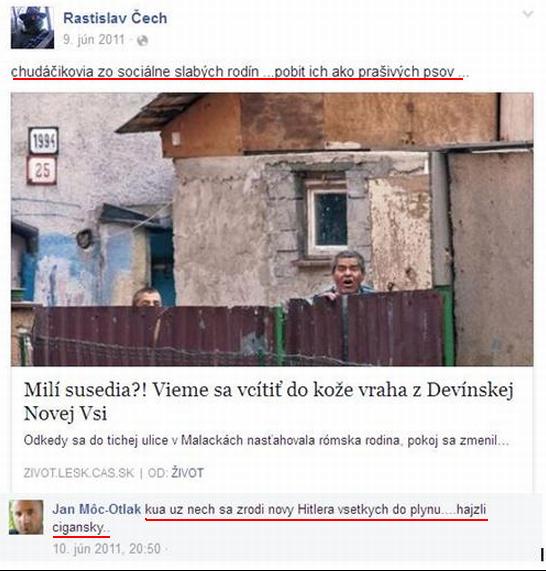 Rastislav Čech
9. jún 2011 ·
chudáčikovia zo sociálne slabých rodín ...pobit ich ako prašivých psov ...
1994
25
Milí susedia?! Vieme sa vcítiť do kože vraha z Devínskej
Novej Vsi
Odkedy sa do tichej ulice v Malackách nasťahovala rómska rodina, pokoj sa zmenil...
ZIVOT.LESK.CAS.SK | OD: ŽIVOT
Jan Môc-Otlak kua uz nech sa zrodi novy Hitlera vsetkych do plynu....hajzli
cigansky..
10. jún 2011, 20:50 ·